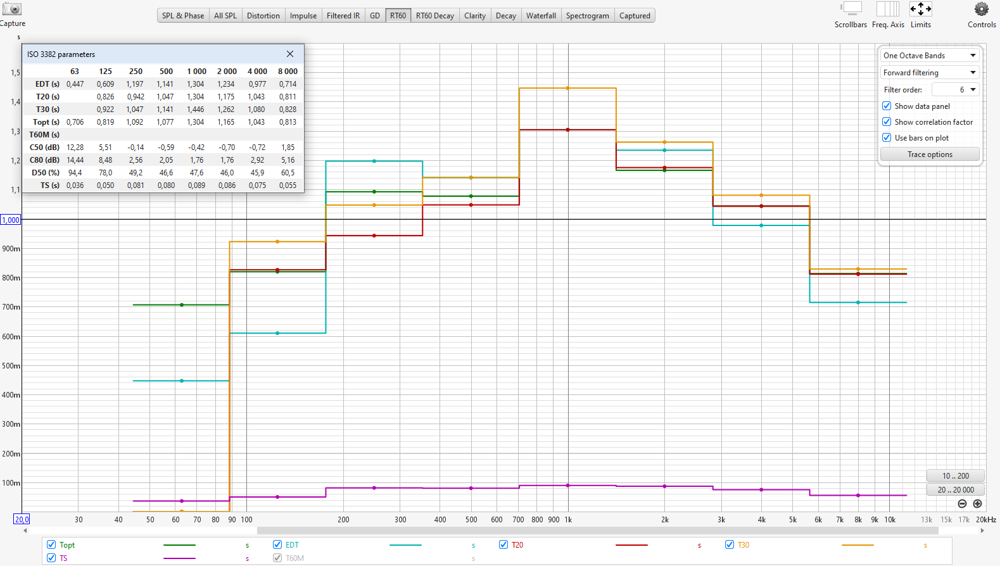 Capture
SPL & Phase All SPL Distortion Impulse Filtered IR GD RT60 RT60 Decay Clarity Decay Waterfall Spectrogram Captured
Scrollbars Freq. Axis Limits Controls
s
ISO 3382 parameters
63 125 250 500 1 000 2 000 4 000 8 000
EDT (s) 0,447 0,609 1,197 1,141 1,304 1,234 0,977 0,714
T20 (s) 0,826 0,942 1,047 1,304 1,175 1,043 0,811
T30 (s) 0,922 1,047 1,141 1,446 1,262 1,080 0,828
Topt (s) 0,706 0,819 1,092 1,077 1,304 1,165 1,043 0,813
T60M (s)
C50 (dB) 12,28 5,51 -0,14 -0,59 -0,42 -0,70 -0,72 1,85
C80 (dB) 14,44 8,48 2,56 2,05 1,76 1,76 2,92 5,16
D50 (%) 94,4 78,0 49,2 46,6 47,6 46,0 45,9 60,5
TS (s) 0,036 0,050 0,081 0,080 0,089 0,086 0,075 0,055
One Octave Bands
Forward filtering
Filter order: 6
Show data panel
Show correlation factor
Use bars on plot
Trace options
1,5
1,4
1,3
1,2
1,1
1,000
900m
800m
700m
600m
500m
400m
300m
200m
100m
10 .. 200
20 .. 20 000
20,0 30 40 50 60 70 80 90 100 200 300 400 500 600 700 800 900 1k 2k 3k 4k 5k 6k 7k 8k 9k 10k 13k 15k 17k 20kHz
Topt s EDT s T20 s T30 s
TS s T60M s